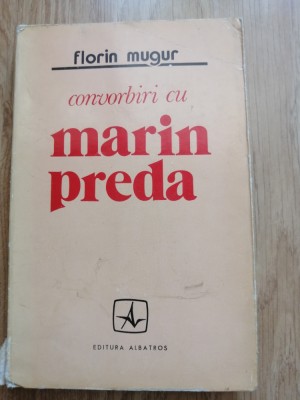 florin mugur
convorbiri cu
marin
preda
EDITURA ALBATROS